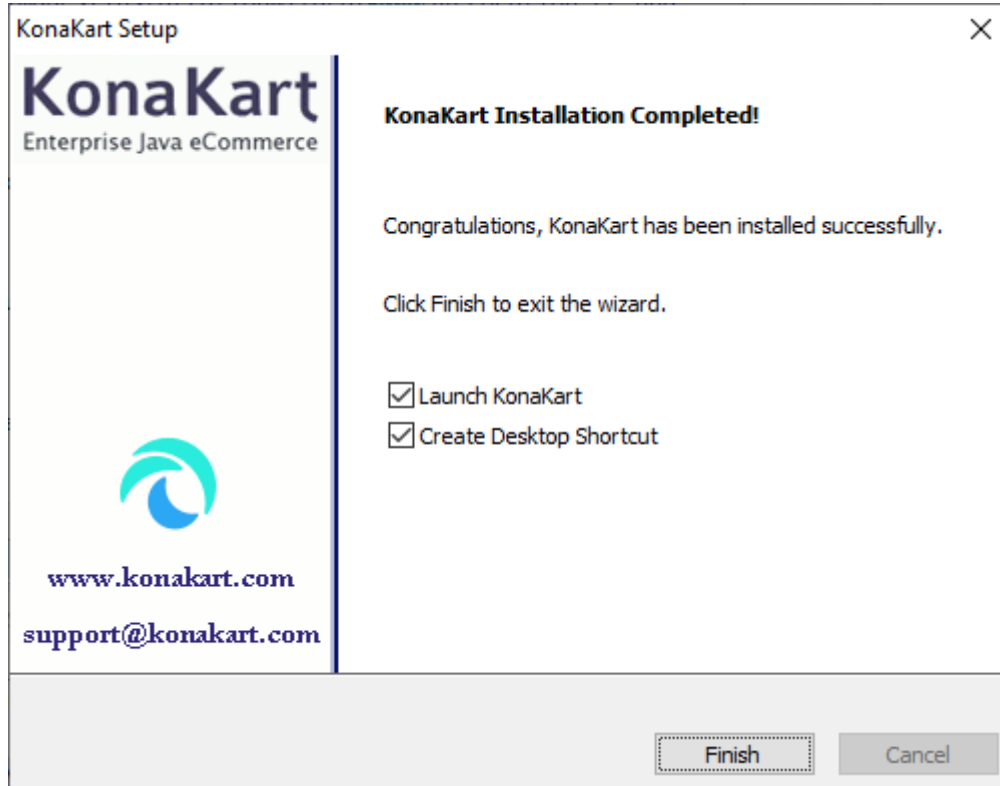 KonaKart Setup
KonaKart
Enterprise Java eCommerce
www.konakart.com
support@konakart.com
KonaKart Installation Completed!
Congratulations, KonaKart has been installed successfully.
Click Finish to exit the wizard.
Launch KonaKart
Create Desktop Shortcut
Finish
Cancel